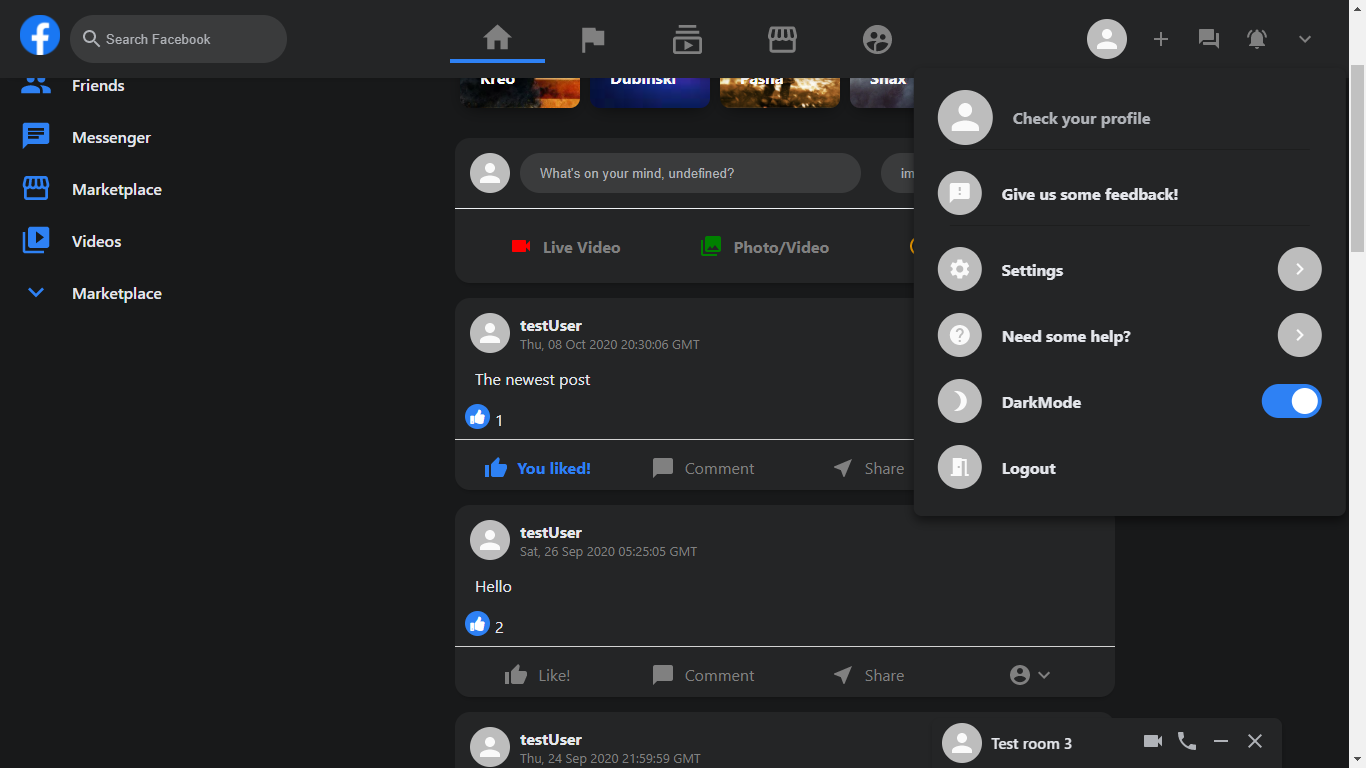 Search Facebook
Friends
Messenger
Marketplace
Videos
Marketplace
Kreo
Dubinski
Pasha
Snax
What's on your mind, undefined?
im
Live Video
Photo/Video
testUser
Thu, 08 Oct 2020 20:30:06 GMT
The newest post
1
You liked!
Comment
Share
testUser
Sat, 26 Sep 2020 05:25:05 GMT
Hello
2
Like!
Comment
Share
testUser
Thu, 24 Sep 2020 21:59:59 GMT
Check your profile
Give us some feedback!
Settings
Need some help?
DarkMode
Logout
Test room 3